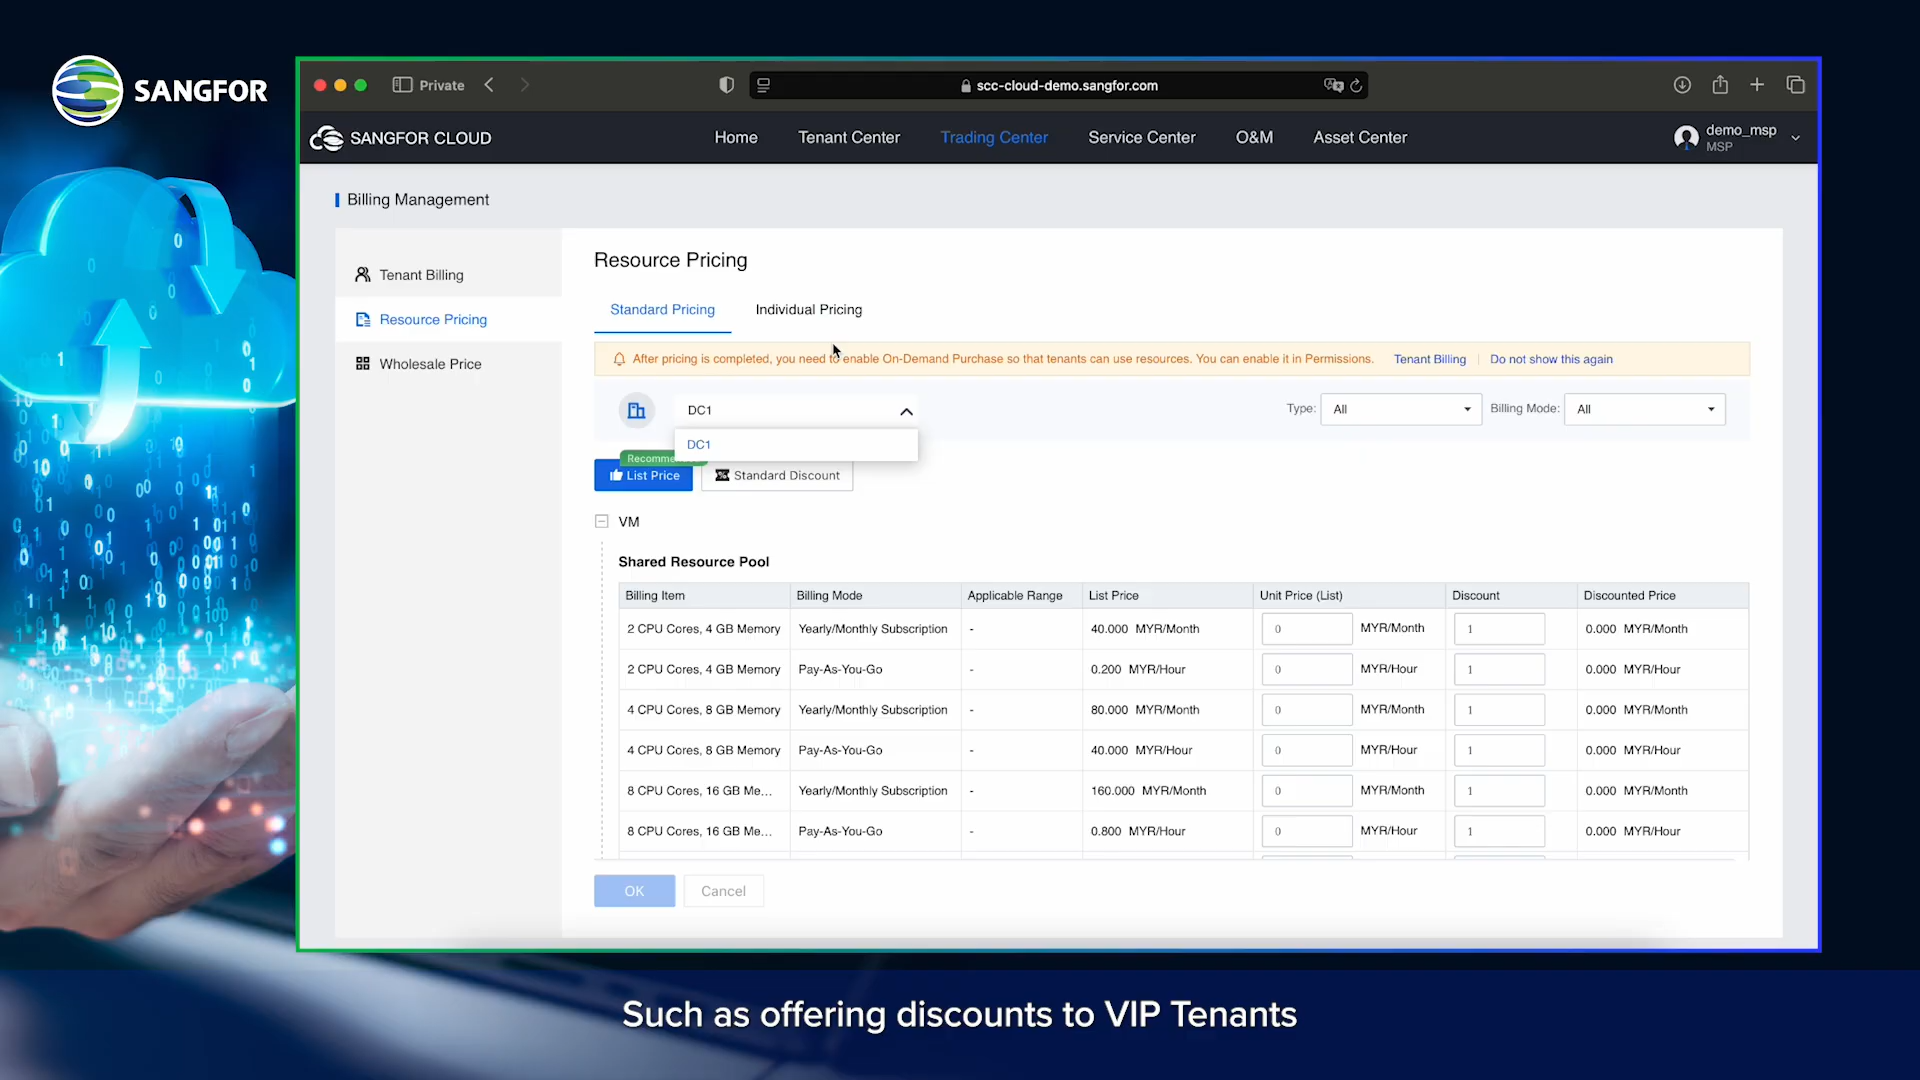 SANGFOR
Private
scc-cloud-demo.sangfor.com
SANGFOR CLOUD
Home
Tenant Center
Trading Center
Service Center
O&M
Asset Center
demo_msp
MSP
Billing Management
Tenant Billing
Resource Pricing
Wholesale Price
Resource Pricing
Standard Pricing
Individual Pricing
After pricing is completed, you need to enable On-Demand Purchase so that tenants can use resources. You can enable it in Permissions.
Tenant Billing
Do not show this again
DC1
Type: All
Billing Mode: All
DC1
List Price
Standard Discount
VM
Shared Resource Pool
Billing Item Billing Mode Applicable Range List Price Unit Price (List) Discount Discounted Price
2 CPU Cores, 4 GB Memory Yearly/Monthly Subscription - 40.000 MYR/Month 0 MYR/Month 1 0.000 MYR/Month
2 CPU Cores, 4 GB Memory Pay-As-You-Go - 0.200 MYR/Hour 0 MYR/Hour 1 0.000 MYR/Hour
4 CPU Cores, 8 GB Memory Yearly/Monthly Subscription - 80.000 MYR/Month 0 MYR/Month 1 0.000 MYR/Month
4 CPU Cores, 8 GB Memory Pay-As-You-Go - 40.000 MYR/Hour 0 MYR/Hour 1 0.000 MYR/Hour
8 CPU Cores, 16 GB Me... Yearly/Monthly Subscription - 160.000 MYR/Month 0 MYR/Month 1 0.000 MYR/Month
8 CPU Cores, 16 GB Me... Pay-As-You-Go - 0.800 MYR/Hour 0 MYR/Hour 1 0.000 MYR/Hour
OK
Cancel
Such as offering discounts to VIP Tenants